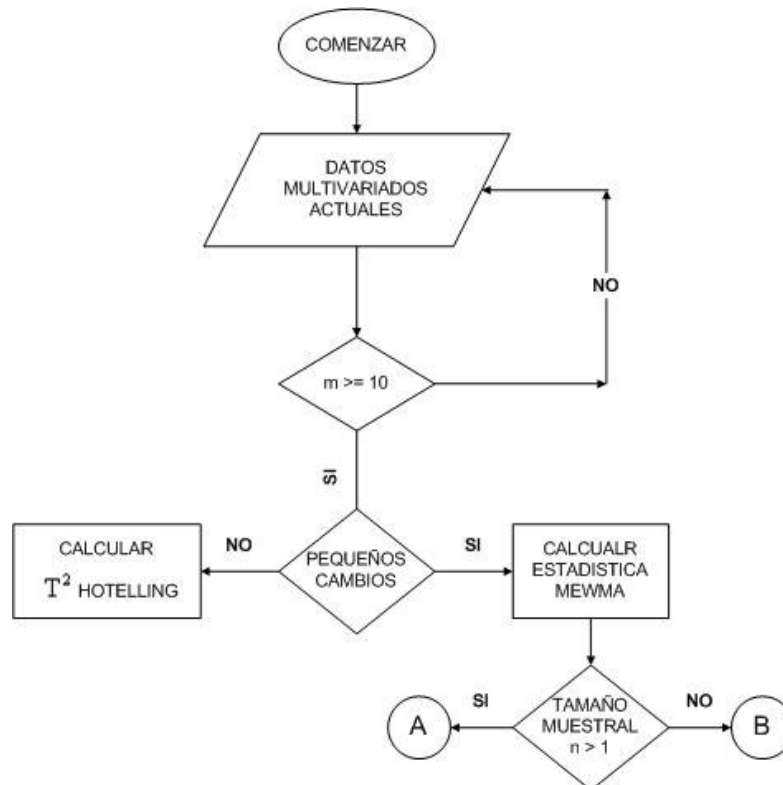 COMENZAR
DATOS
MULTIVARIADOS
ACTUALES
NO
m >= 10
SI
CALCULAR
T² HOTELLING
NO
PEQUEÑOS
CAMBIOS
SI
CALCUALR
ESTADISTICA
MEWMA
A
SI
TAMAÑO
MUESTRAL
n > 1
NO
B